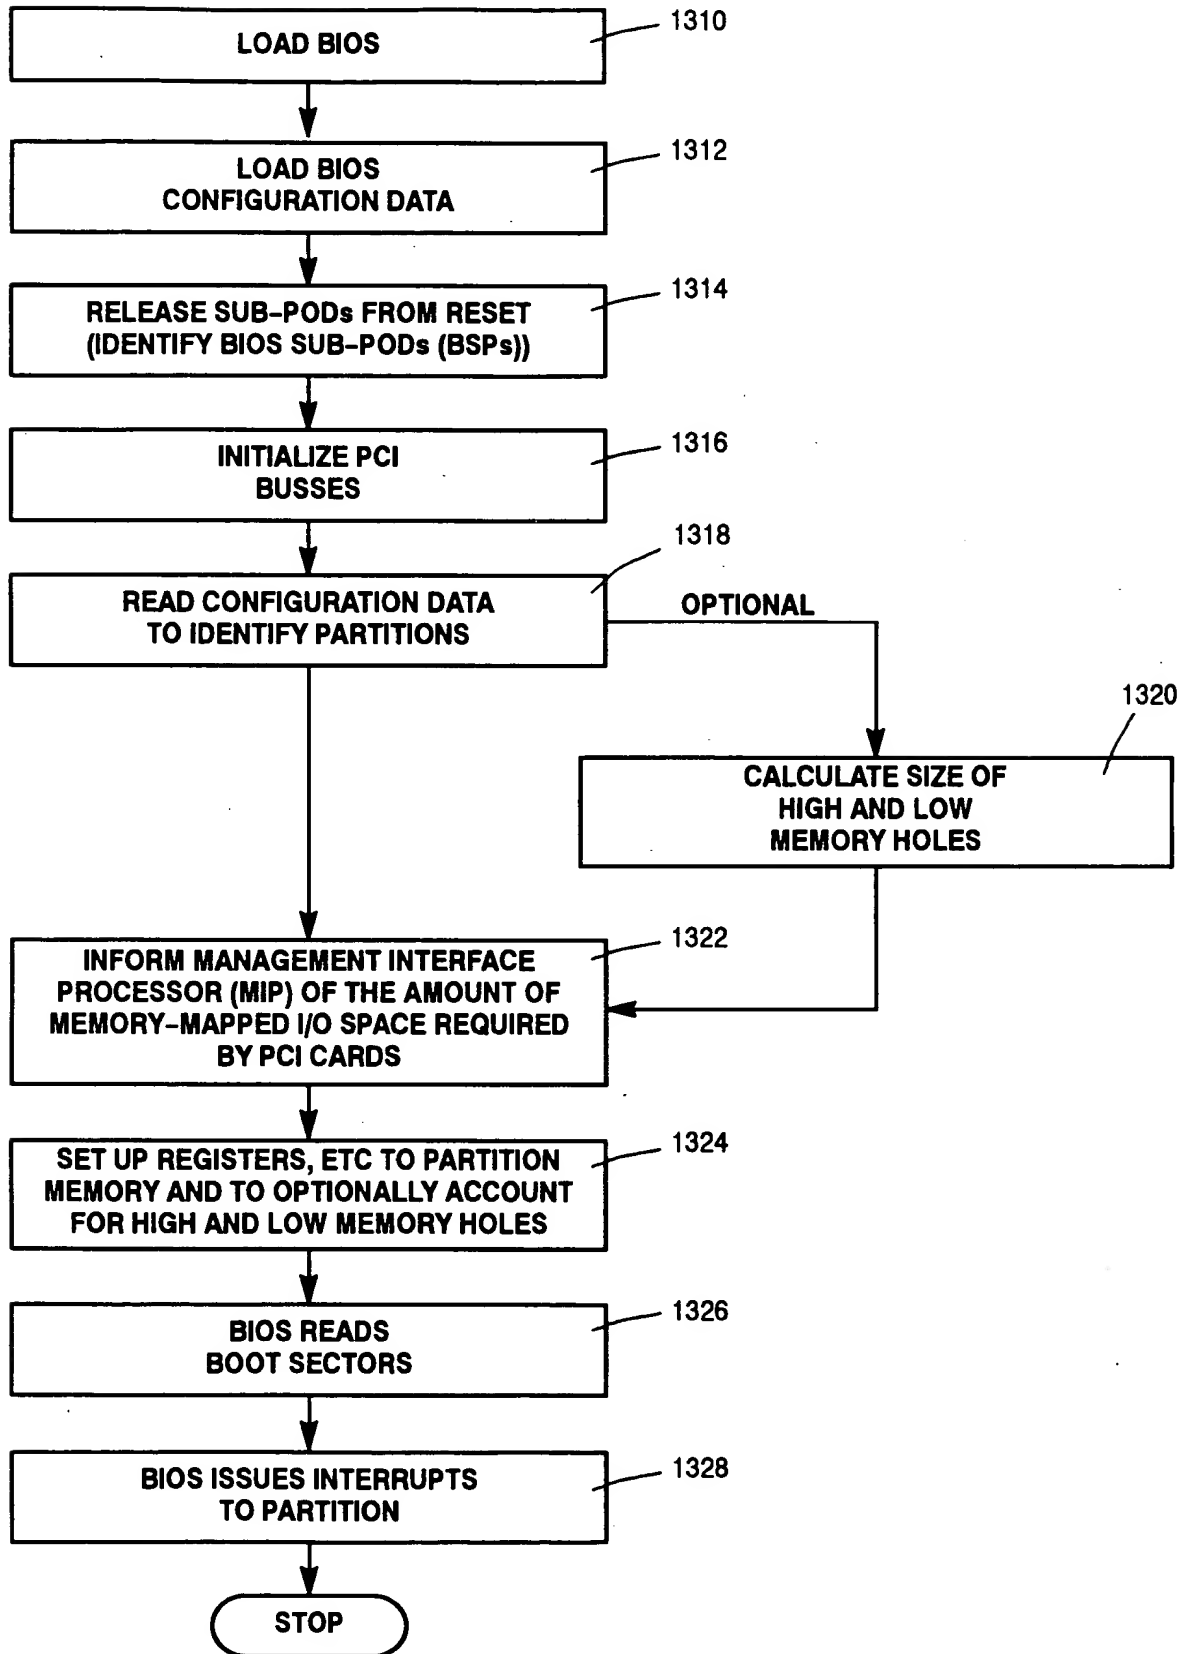 1310
LOAD BIOS
1312
LOAD BIOS
CONFIGURATION DATA
1314
RELEASE SUB-PODs FROM RESET
(IDENTIFY BIOS SUB-PODs (BSPs))
1316
INITIALIZE PCI
BUSSES
1318
READ CONFIGURATION DATA
TO IDENTIFY PARTITIONS
OPTIONAL
1320
CALCULATE SIZE OF
HIGH AND LOW
MEMORY HOLES
1322
INFORM MANAGEMENT INTERFACE
PROCESSOR (MIP) OF THE AMOUNT OF
MEMORY-MAPPED I/O SPACE REQUIRED
BY PCI CARDS
1324
SET UP REGISTERS, ETC TO PARTITION
MEMORY AND TO OPTIONALLY ACCOUNT
FOR HIGH AND LOW MEMORY HOLES
1326
BIOS READS
BOOT SECTORS
1328
BIOS ISSUES INTERRUPTS
TO PARTITION
STOP